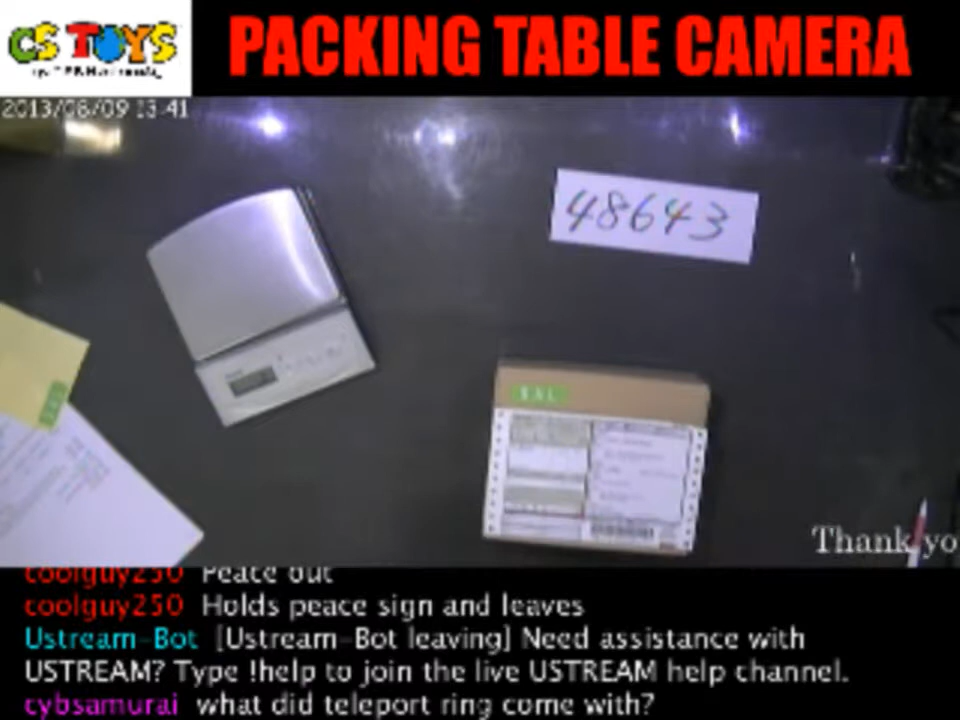 CS TOYS
PACKING TABLE CAMERA
2013/08/09 13:41
48643
SAL
Thank yo
coolguy250 Peace out
coolguy250 Holds peace sign and leaves
Ustream-Bot [Ustream-Bot leaving] Need assistance with
USTREAM? Type !help to join the live USTREAM help channel.
cybsamurai what did teleport ring come with?